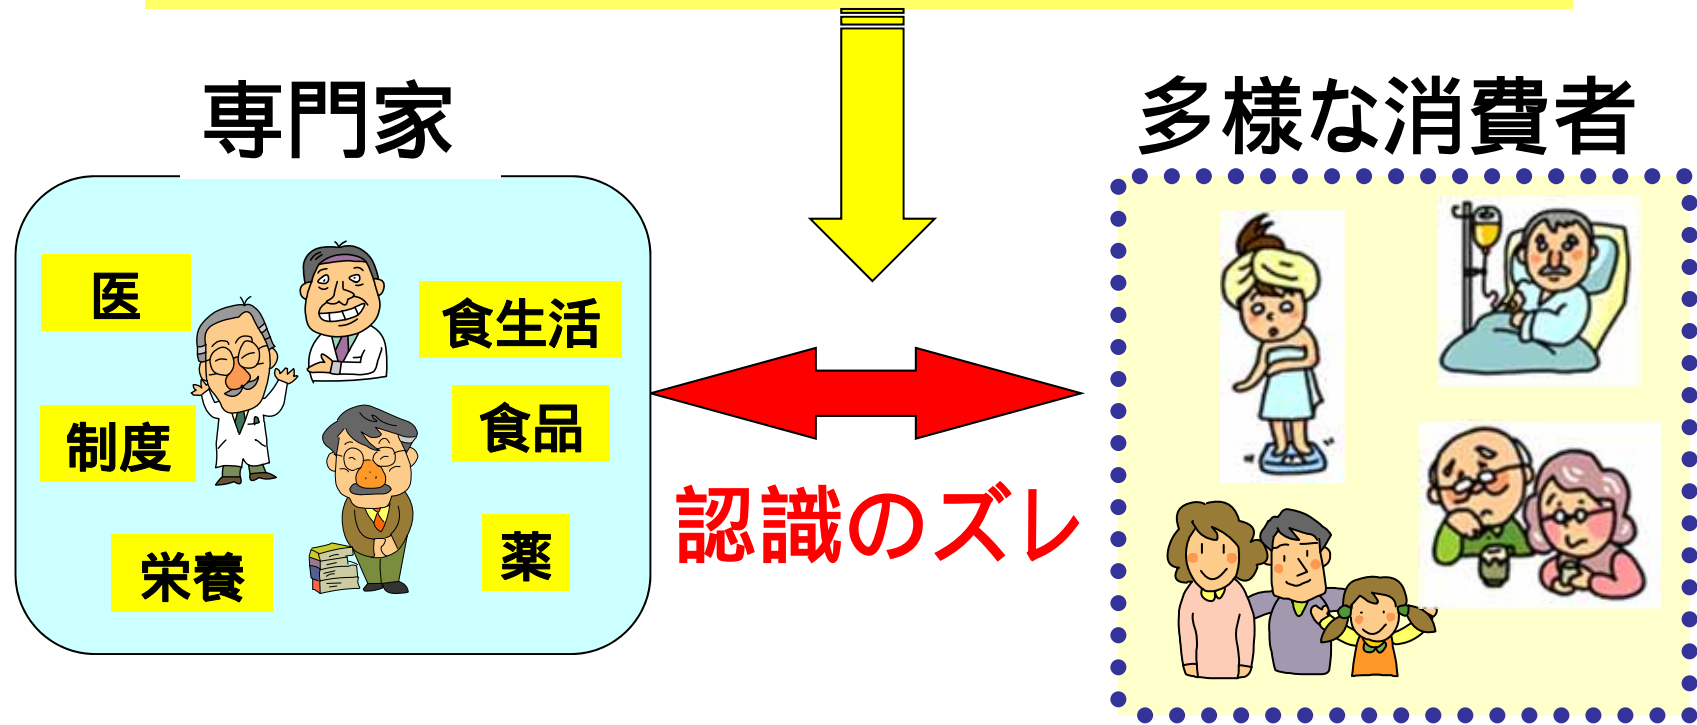 専門家
多様な消費者
医
食生活
制度
食品
栄養
薬
認識のズレ